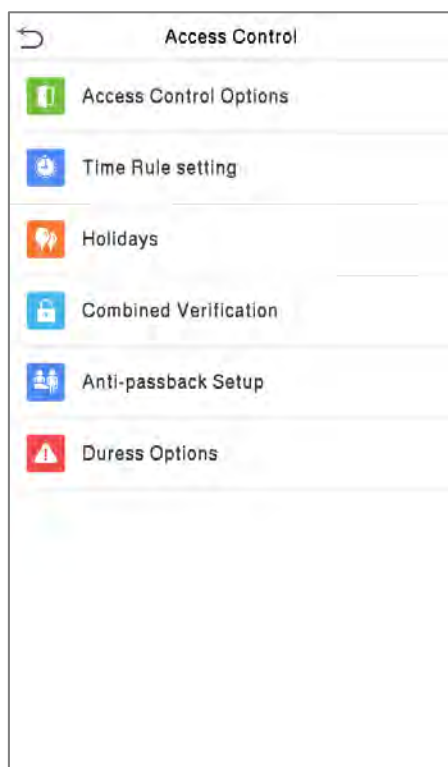 Access Control
Access Control Options
Time Rule setting
Holidays
Combined Verification
Anti-passback Setup
Duress Options